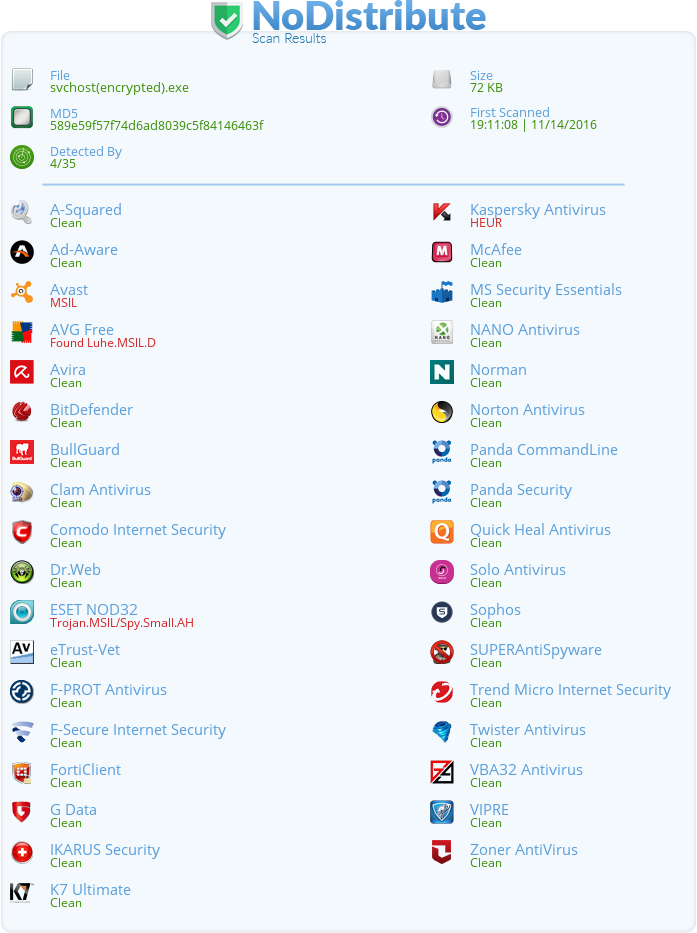 NoDistribute
Scan Results
File
svchost(encrypted).exe
Size
72 KB
MD5
589e59f57f74d6ad8039c5f84146463f
First Scanned
19:11:08 | 11/14/2016
Detected By
4/35
A-Squared
Clean
Ad-Aware
Clean
Avast
MSIL
AVG Free
Found Luhe.MSIL.D
Avira
Clean
BitDefender
Clean
BullGuard
Clean
Clam Antivirus
Clean
Comodo Internet Security
Clean
Dr.Web
Clean
ESET NOD32
Trojan.MSIL/Spy.Small.AH
eTrust-Vet
Clean
F-PROT Antivirus
Clean
F-Secure Internet Security
Clean
FortiClient
Clean
G Data
Clean
IKARUS Security
Clean
K7 Ultimate
Clean
Kaspersky Antivirus
HEUR
McAfee
Clean
MS Security Essentials
Clean
NANO Antivirus
Clean
Norman
Clean
Norton Antivirus
Clean
Panda CommandLine
Clean
Panda Security
Clean
Quick Heal Antivirus
Clean
Solo Antivirus
Clean
Sophos
Clean
SUPERAntiSpyware
Clean
Trend Micro Internet Security
Clean
Twister Antivirus
Clean
VBA32 Antivirus
Clean
VIPRE
Clean
Zoner AntiVirus
Clean